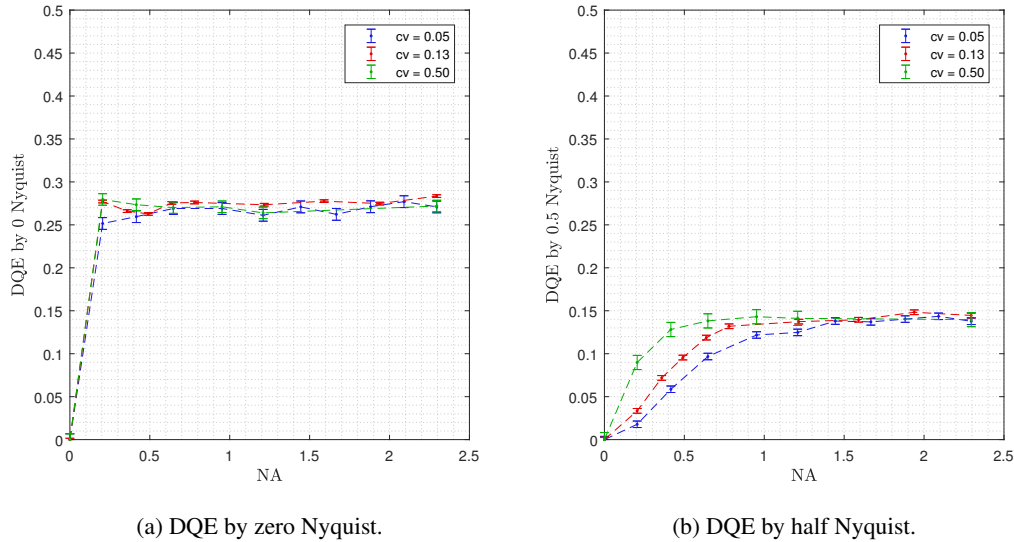 0.5
0.45
0.4
0.35
0.3
0.25
0.2
0.15
0.1
0.05
0
DQE by 0 Nyquist
cv = 0.05
cv = 0.13
cv = 0.50
0 0.5 1 1.5 2 2.5
NA
(a) DQE by zero Nyquist.
0.5
0.45
0.4
0.35
0.3
0.25
0.2
0.15
0.1
0.05
0
DQE by 0.5 Nyquist
cv = 0.05
cv = 0.13
cv = 0.50
0 0.5 1 1.5 2 2.5
NA
(b) DQE by half Nyquist.